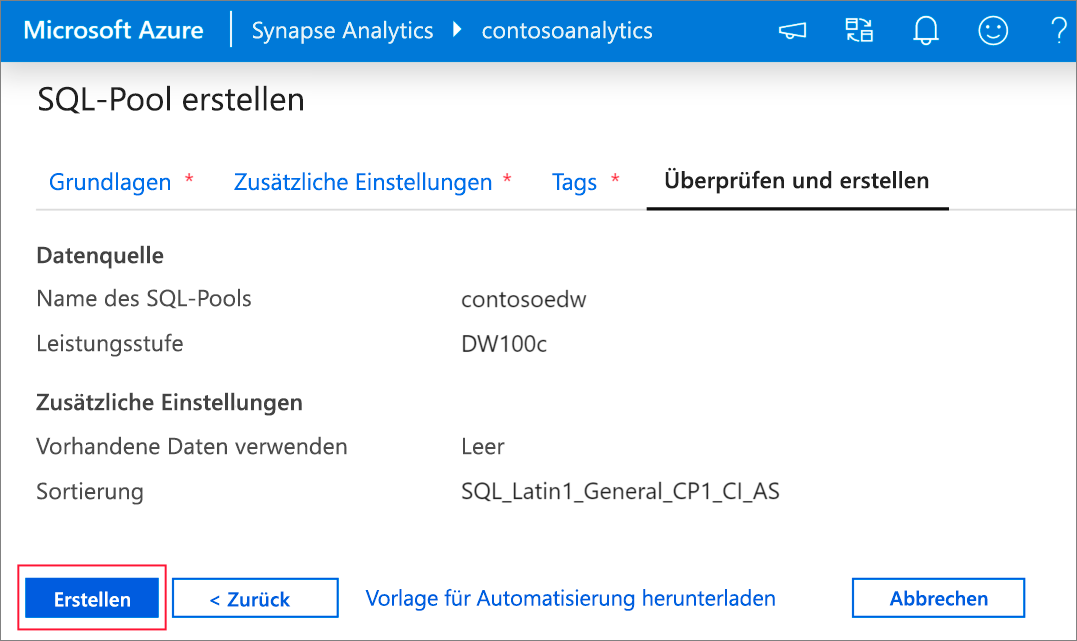 Microsoft Azure Synapse Analytics contosoanalytics ?
SQL-Pool erstellen
Grundlagen * Zusätzliche Einstellungen * Tags * Überprüfen und erstellen
Datenquelle
Name des SQL-Pools contosoedw
Leistungsstufe DW100c
Zusätzliche Einstellungen
Vorhandene Daten verwenden Leer
Sortierung SQL_Latin1_General_CP1_CI_AS
Erstellen < Zurück Vorlage für Automatisierung herunterladen Abbrechen